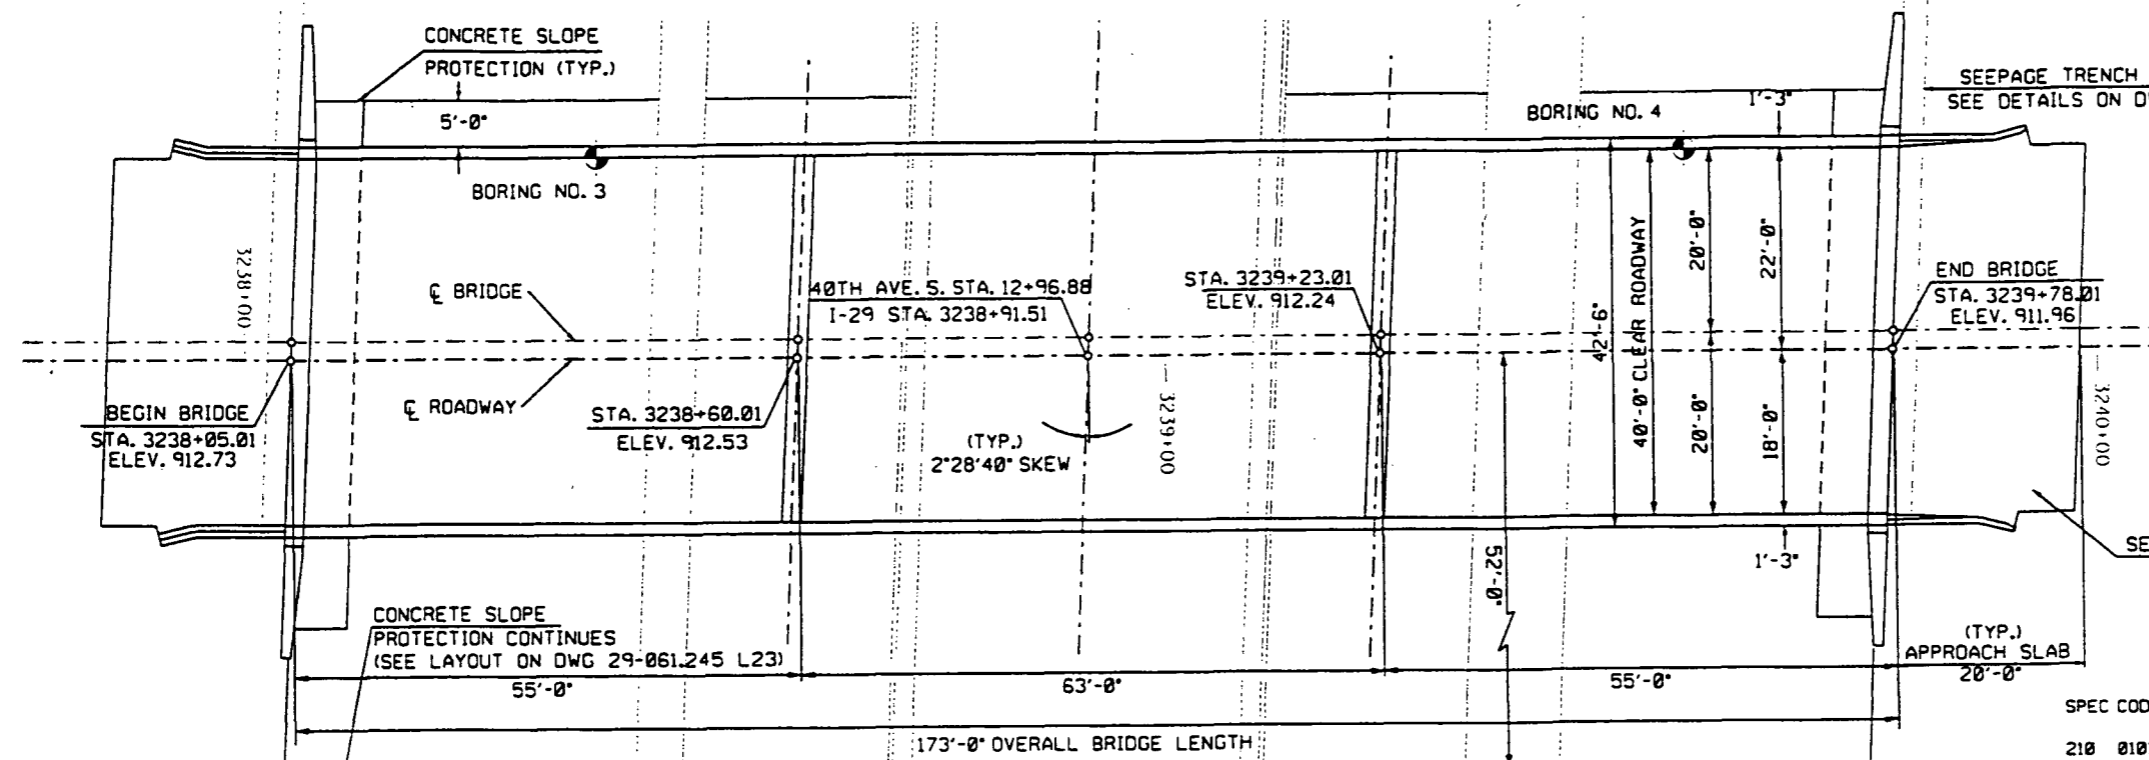 CONCRETE SLOPE
PROTECTION (TYP.)
5'-0"
BORING NO. 3
BORING NO. 4
1'-3"
SEEPAGE TRENCH
SEE DETAILS ON D
3238+00
℄ BRIDGE
℄ ROADWAY
BEGIN BRIDGE
STA. 3238+05.01
ELEV. 912.73
STA. 3238+60.01
ELEV. 912.53
40TH AVE. S. STA. 12+96.88
I-29 STA. 3238+91.51
(TYP.)
2°28'40" SKEW
3239+00
STA. 3239+23.01
ELEV. 912.24
42'-6"
40'-0" CLEAR ROADWAY
20'-0"
20'-0"
22'-0"
18'-0"
END BRIDGE
STA. 3239+78.01
ELEV. 911.96
3240+00
1'-3"
52'-0"
SE
CONCRETE SLOPE
PROTECTION CONTINUES
(SEE LAYOUT ON DWG 29-061.245 L23)
55'-0"
63'-0"
55'-0"
(TYP.)
APPROACH SLAB
20'-0"
173'-0" OVERALL BRIDGE LENGTH
SPEC COD
210 010